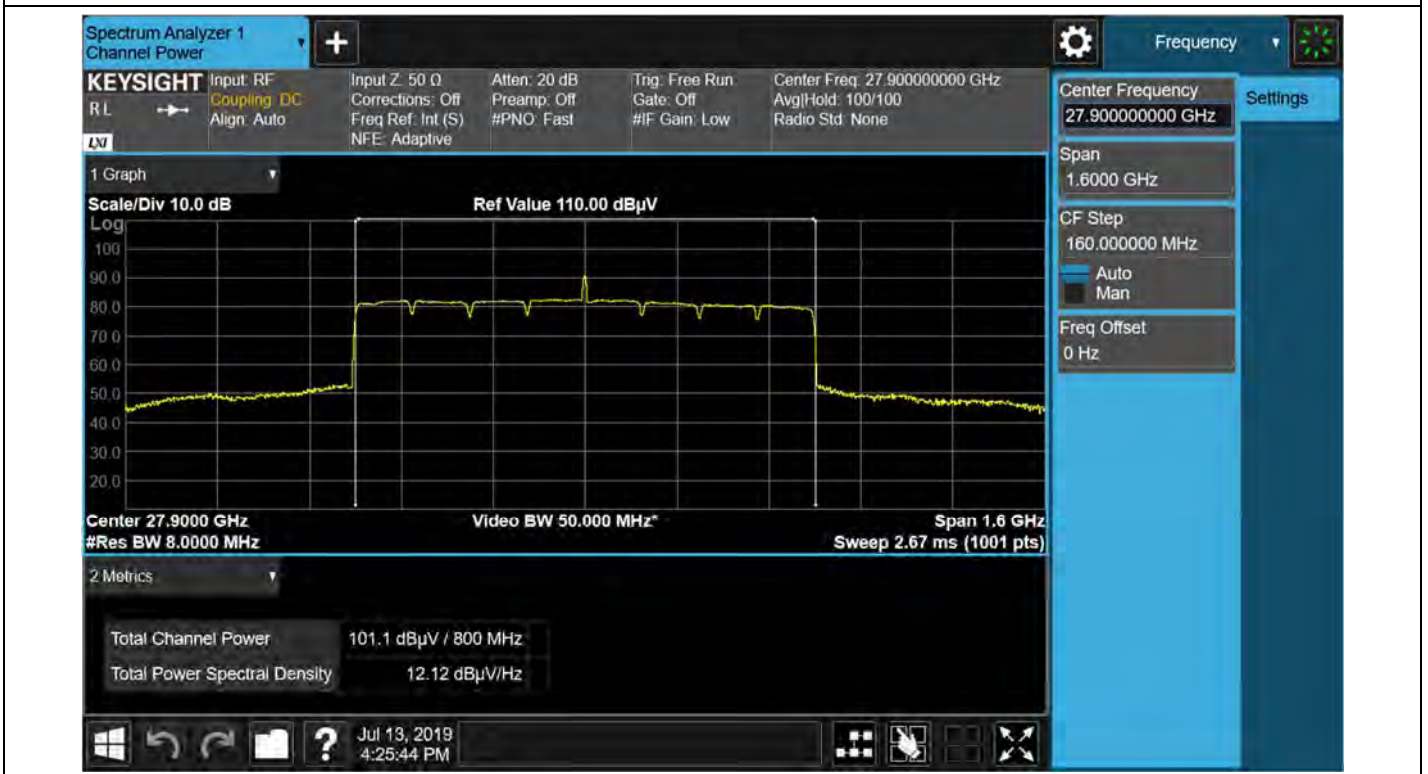 Spectrum Analyzer 1
Channel Power
+
Frequency
KEYSIGHT
RL
LXI
Input: RF
Coupling: DC
Align: Auto
Input Z: 50 Ω
Corrections: Off
Freq Ref: Int (S)
NFE: Adaptive
Atten: 20 dB
Preamp: Off
#PNO: Fast
Trig: Free Run
Gate: Off
#IF Gain: Low
Center Freq: 27.900000000 GHz
Avg|Hold: 100/100
Radio Std: None
Center Frequency
27.900000000 GHz
Settings
Span
1.6000 GHz
CF Step
160.000000 MHz
Auto
Man
Freq Offset
0 Hz
1 Graph
Scale/Div 10.0 dB
Ref Value 110.00 dBµV
Log
100
90.0
80.0
70.0
60.0
50.0
40.0
30.0
20.0
Center 27.9000 GHz
Video BW 50.000 MHz*
Span 1.6 GHz
#Res BW 8.0000 MHz
Sweep 2.67 ms (1001 pts)
2 Metrics
Total Channel Power 101.1 dBµV / 800 MHz
Total Power Spectral Density 12.12 dBµV/Hz
?
Jul 13, 2019
4:25:44 PM